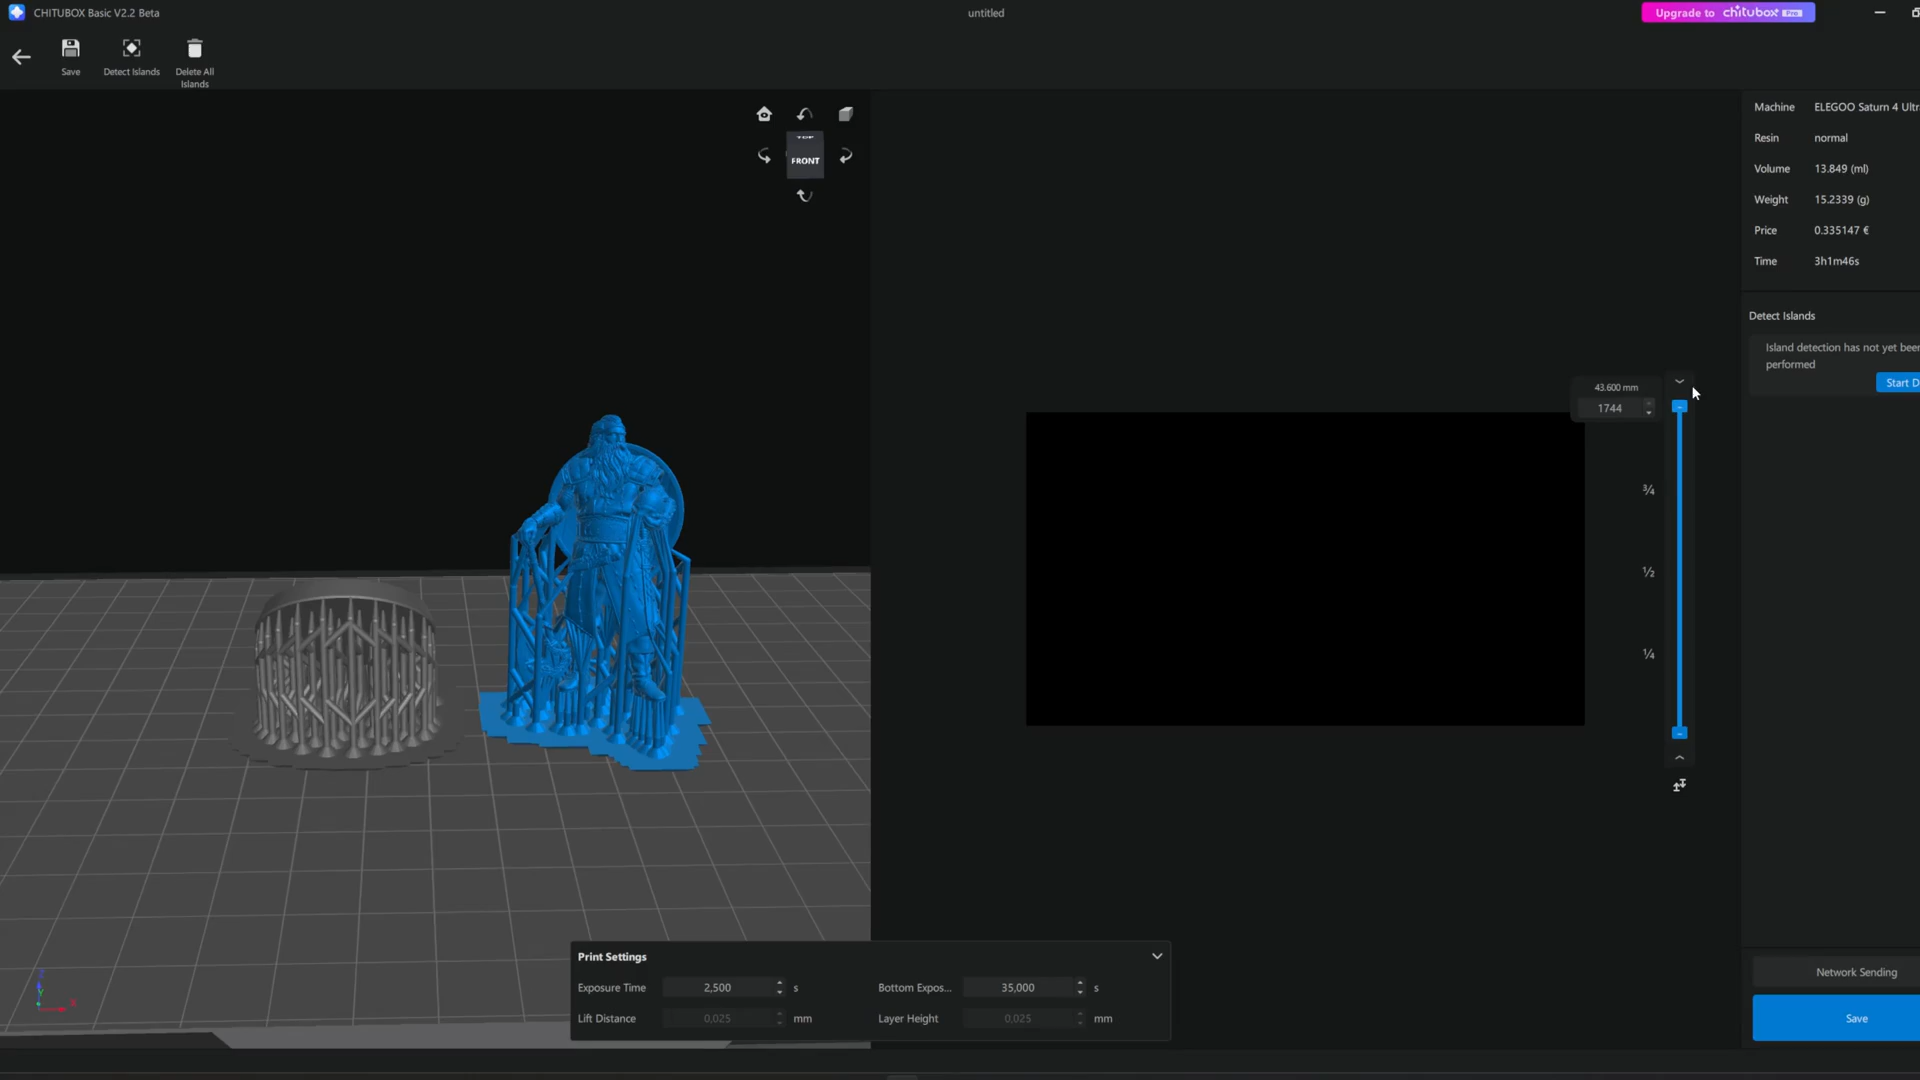 CHITUBOX Basic V2.2 Beta
untitled
Upgrade to chitubox Pro
Save
Detect Islands
Delete All
Islands
TOP
FRONT
Machine ELEGOO Saturn 4 Ultr
Resin normal
Volume 13.849 (ml)
Weight 15.2339 (g)
Price 0.335147 €
Time 3h1m46s
Detect Islands
Island detection has not yet been
performed
Start D
43.600 mm
1744
¾
½
¼
Print Settings
Exposure Time 2,500 s Bottom Expos... 35,000 s
Lift Distance 0,025 mm Layer Height 0,025 mm
Network Sending
Save
Z
Y
X